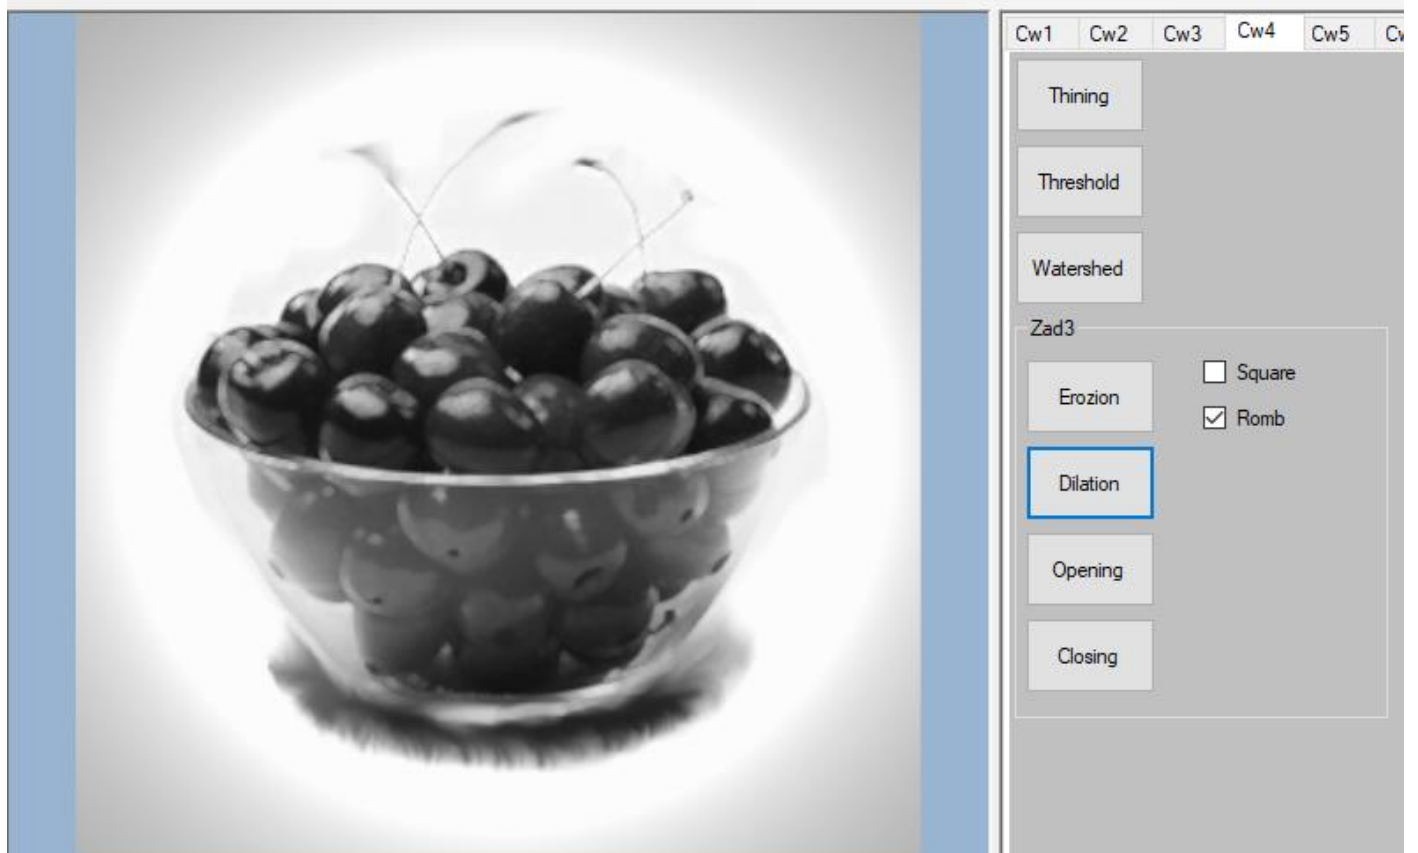 Cw1 Cw2 Cw3 Cw4 Cw5
Thining
Threshold
Watershed
Zad3
Erozion
Square
Romb
Dilation
Opening
Closing